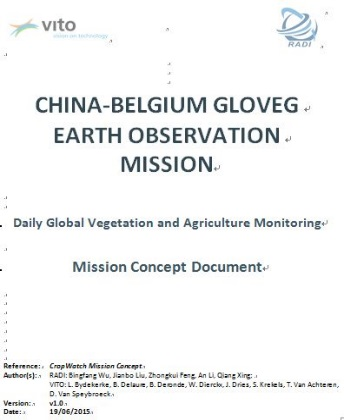 vito
vision on technology
RADI
CHINA-BELGIUM GLOVEG
EARTH OBSERVATION
MISSION
Daily Global Vegetation and Agriculture Monitoring
Mission Concept Document
Reference: CropWatch Mission Concept
Author(s): RADI: Bingfang Wu, Jianbo Liu, Zhongkui Feng, An Li, Qiang Xing;
VITO: L. Bydekerke, B. Delaure, B. Deronde, W. Dierckx, J. Dries, S. Krekels, T. Van Achteren,
D. Van Speybroeck
Version: v1.0
Date: 19/06/2015